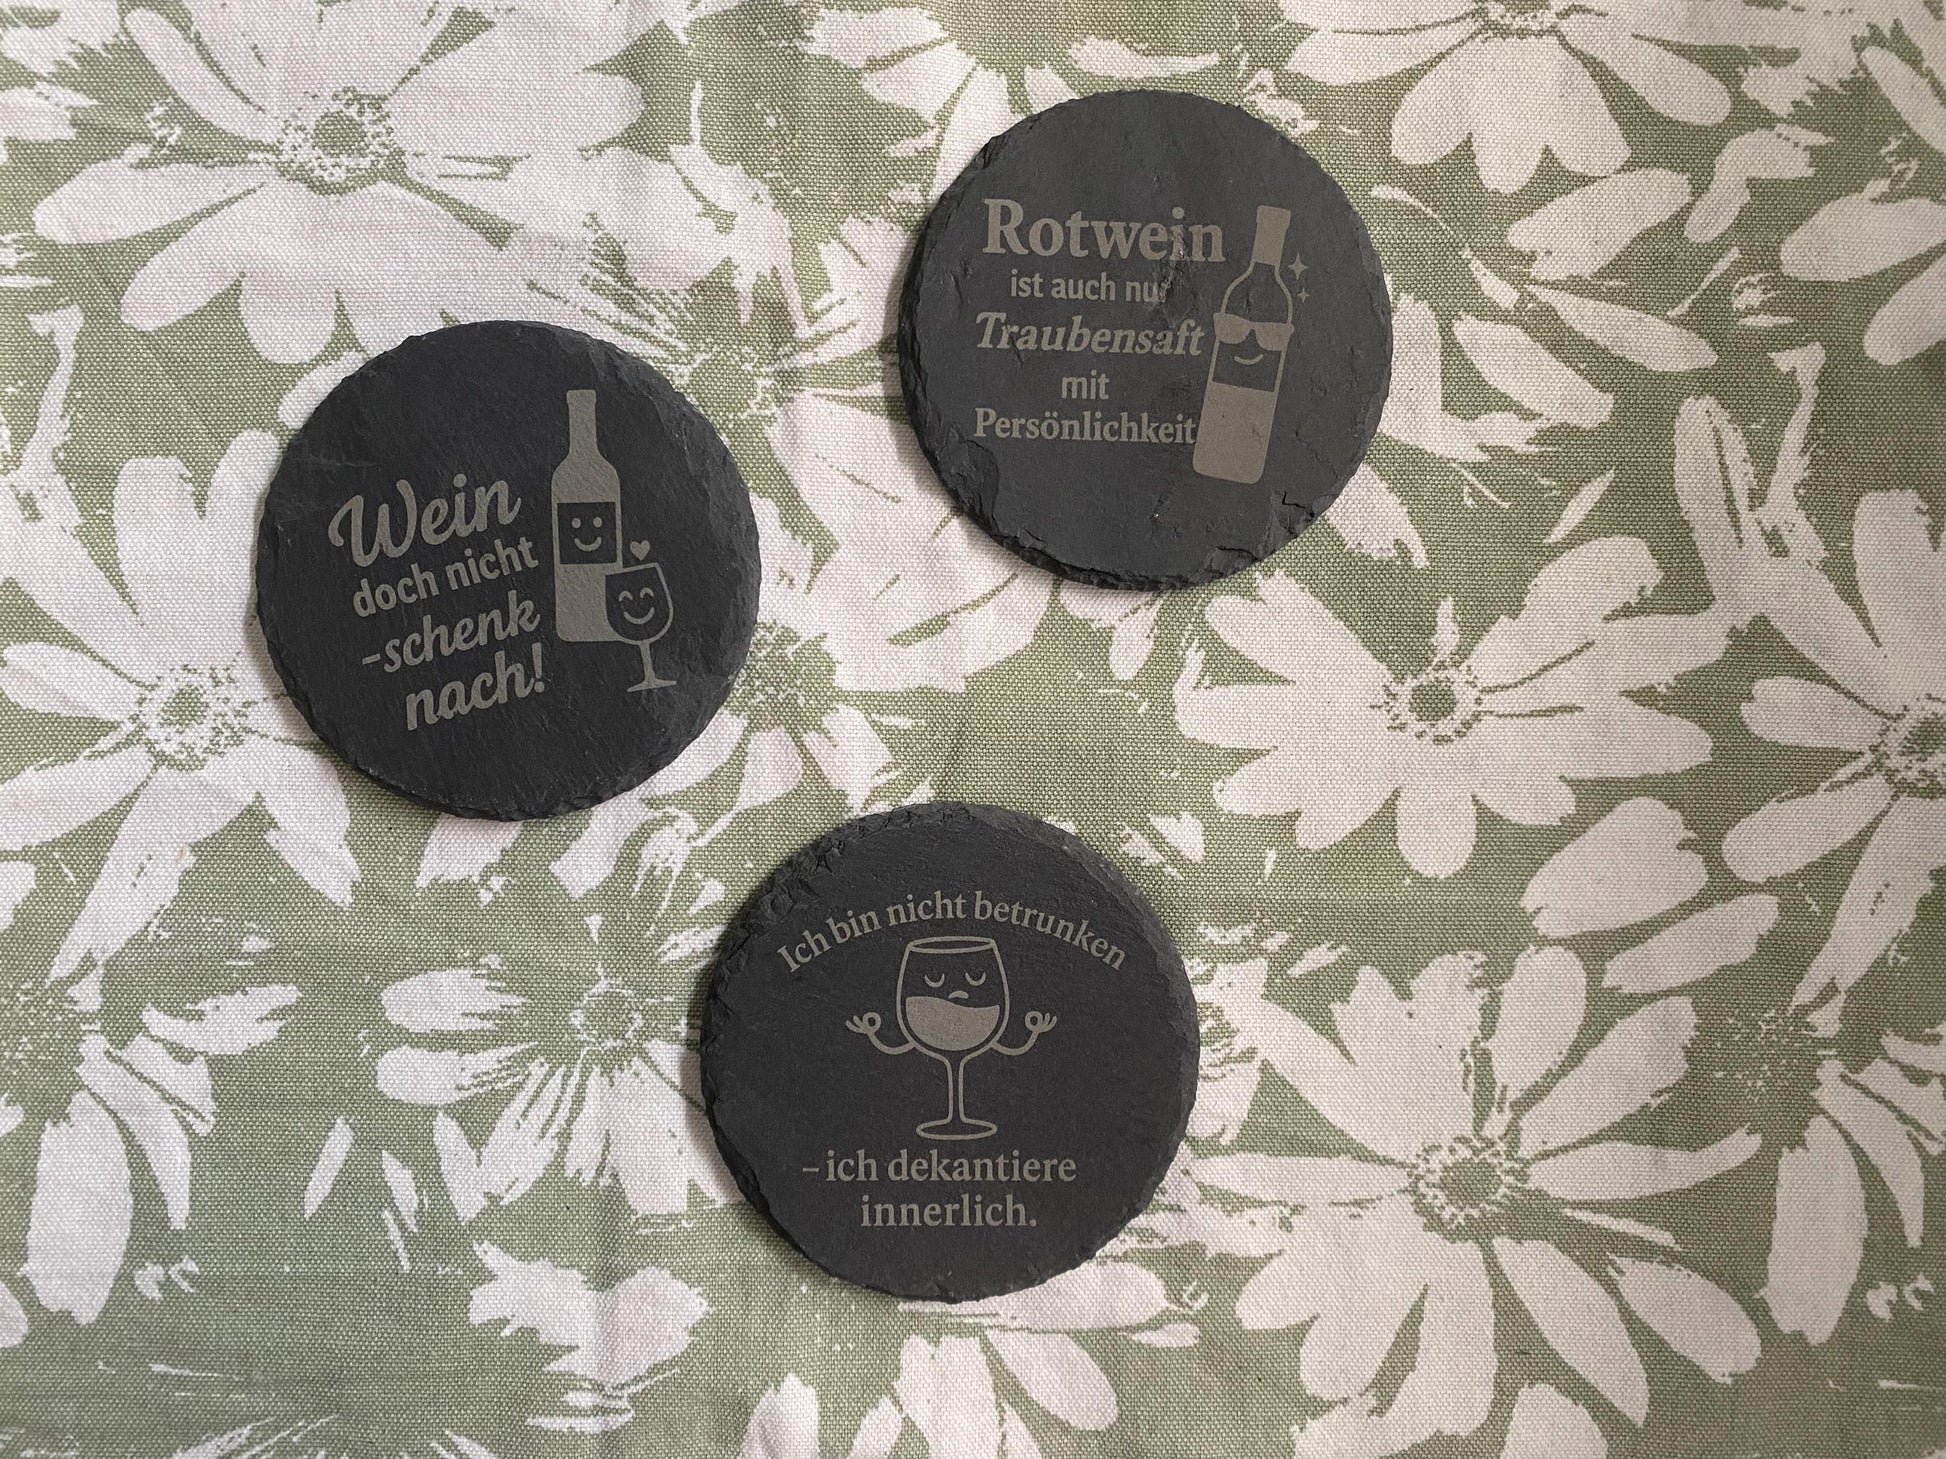 Wein
doch nicht
-schenk
nach!
Rotwein
ist auch nur
Traubensaft
mit
Persönlichkeit
Ich bin nicht betrunken
– ich dekantiere
innerlich.